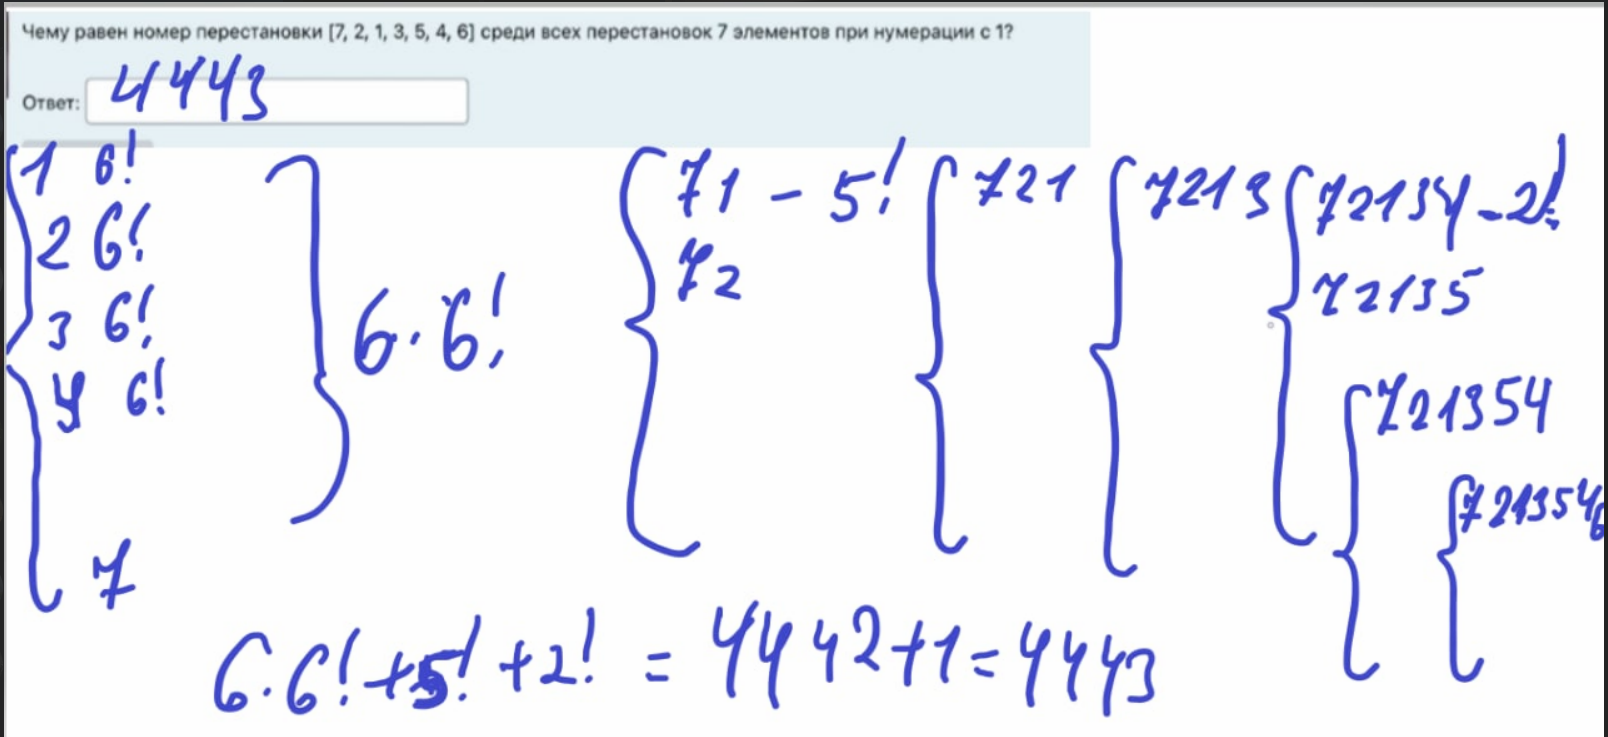 Чему равен номер перестановки [7, 2, 1, 3, 5, 4, 6] среди всех перестановок 7 элементов при нумерации с 1?
Ответ: 4443
1 6!
2 6!
3 6!
4 6!
7
6·6!
71 - 5!
72
721
7213
72134 - 2!
72135
721354
7213546
6·6! + 5! + 2! = 4442 + 1 = 4443